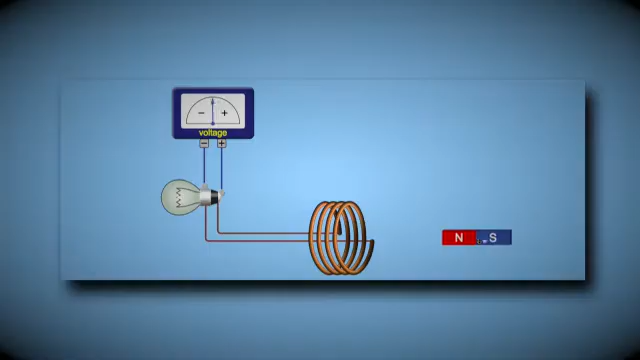 − +
voltage
− +
N S